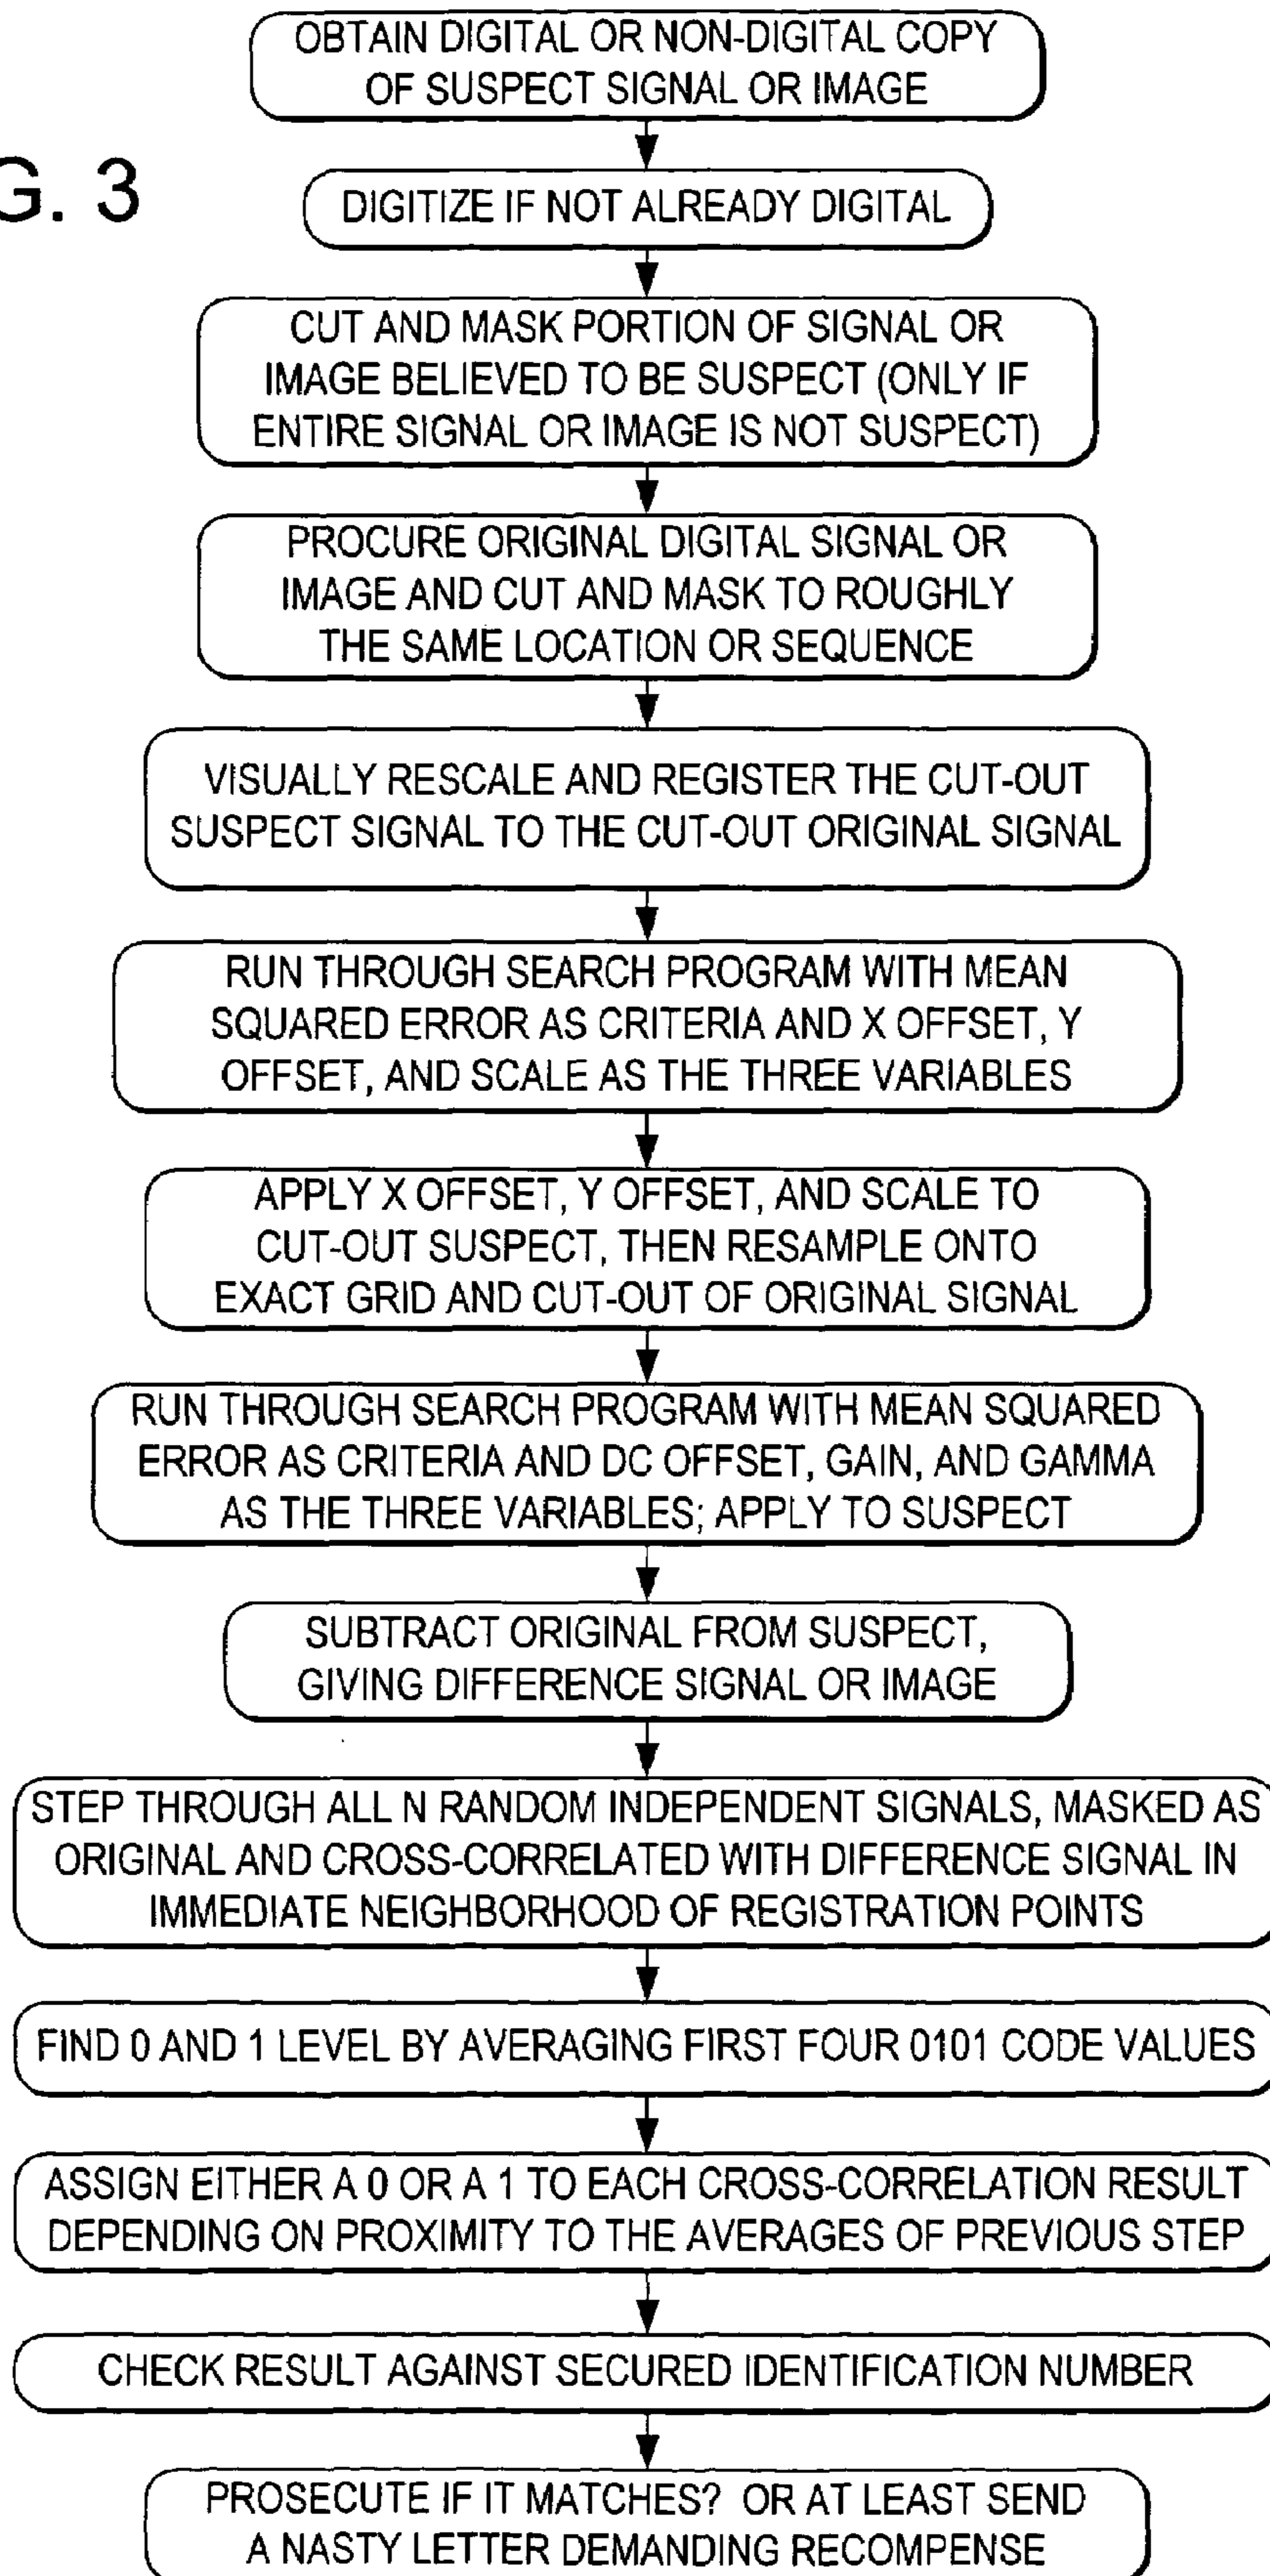 OBTAIN DIGITAL OR NON-DIGITAL COPY
OF SUSPECT SIGNAL OR IMAGE
G. 3
DIGITIZE IF NOT ALREADY DIGITAL
CUT AND MASK PORTION OF SIGNAL OR
IMAGE BELIEVED TO BE SUSPECT (ONLY IF
ENTIRE SIGNAL OR IMAGE IS NOT SUSPECT)
PROCURE ORIGINAL DIGITAL SIGNAL OR
IMAGE AND CUT AND MASK TO ROUGHLY
THE SAME LOCATION OR SEQUENCE
VISUALLY RESCALE AND REGISTER THE CUT-OUT
SUSPECT SIGNAL TO THE CUT-OUT ORIGINAL SIGNAL
RUN THROUGH SEARCH PROGRAM WITH MEAN
SQUARED ERROR AS CRITERIA AND X OFFSET, Y
OFFSET, AND SCALE AS THE THREE VARIABLES
APPLY X OFFSET, Y OFFSET, AND SCALE TO
CUT-OUT SUSPECT, THEN RESAMPLE ONTO
EXACT GRID AND CUT-OUT OF ORIGINAL SIGNAL
RUN THROUGH SEARCH PROGRAM WITH MEAN SQUARED
ERROR AS CRITERIA AND DC OFFSET, GAIN, AND GAMMA
AS THE THREE VARIABLES; APPLY TO SUSPECT
SUBTRACT ORIGINAL FROM SUSPECT,
GIVING DIFFERENCE SIGNAL OR IMAGE
STEP THROUGH ALL N RANDOM INDEPENDENT SIGNALS, MASKED AS
ORIGINAL AND CROSS-CORRELATED WITH DIFFERENCE SIGNAL IN
IMMEDIATE NEIGHBORHOOD OF REGISTRATION POINTS
FIND 0 AND 1 LEVEL BY AVERAGING FIRST FOUR 0101 CODE VALUES
ASSIGN EITHER A 0 OR A 1 TO EACH CROSS-CORRELATION RESULT
DEPENDING ON PROXIMITY TO THE AVERAGES OF PREVIOUS STEP
CHECK RESULT AGAINST SECURED IDENTIFICATION NUMBER
PROSECUTE IF IT MATCHES? OR AT LEAST SEND
A NASTY LETTER DEMANDING RECOMPENSE